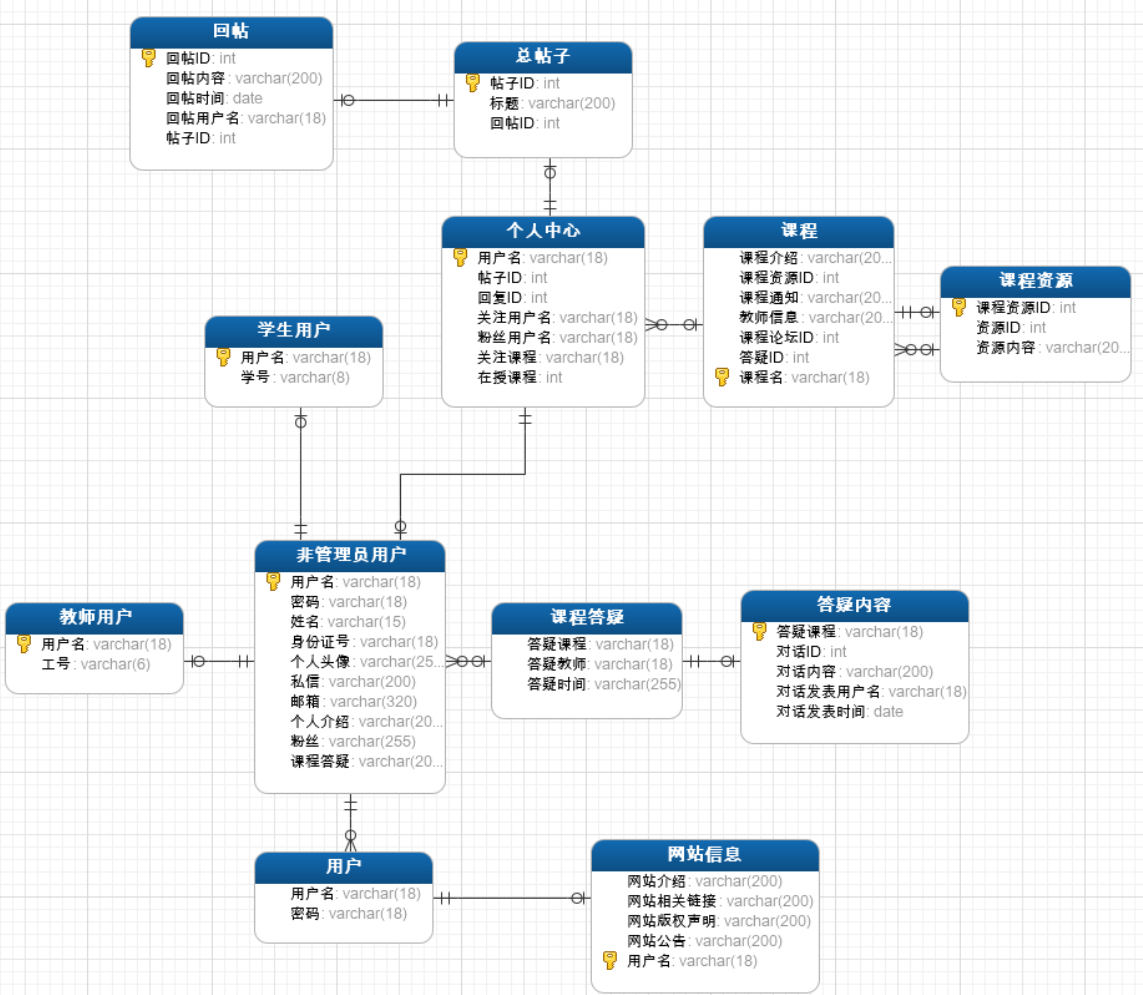 回帖
回帖ID: int
回帖内容: varchar(200)
回帖时间: date
回帖用户名: varchar(18)
帖子ID: int
总帖子
帖子ID: int
标题: varchar(200)
回帖ID: int
个人中心
用户名: varchar(18)
帖子ID: int
回复ID: int
关注用户名: varchar(18)
粉丝用户名: varchar(18)
关注课程: varchar(18)
在授课程: int
课程
课程介绍: varchar(20...
课程资源ID: int
课程通知: varchar(20...
教师信息: varchar(20...
课程论坛ID: int
答疑ID: int
课程名: varchar(18)
课程资源
课程资源ID: int
资源ID: int
资源内容: varchar(20...
学生用户
用户名: varchar(18)
学号: varchar(8)
非管理员用户
用户名: varchar(18)
密码: varchar(18)
姓名: varchar(15)
身份证号: varchar(18)
个人头像: varchar(25...
私信: varchar(200)
邮箱: varchar(320)
个人介绍: varchar(20...
粉丝: varchar(255)
课程答疑: varchar(20...
教师用户
用户名: varchar(18)
工号: varchar(6)
课程答疑
答疑课程: varchar(18)
答疑教师: varchar(18)
答疑时间: varchar(255)
答疑内容
答疑课程: varchar(18)
对话ID: int
对话内容: varchar(200)
对话发表用户名: varchar(18)
对话发表时间: date
用户
用户名: varchar(18)
密码: varchar(18)
网站信息
网站介绍: varchar(200)
网站相关链接: varchar(200)
网站版权声明: varchar(200)
网站公告: varchar(200)
用户名: varchar(18)